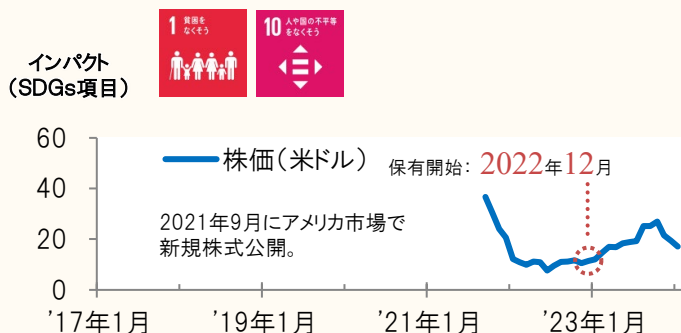 1 貧困を
なくそう
10 人や国の不平等
をなくそう
インパクト
（SDGs項目）
60
40
20
0
株価（米ドル）
保有開始： 2022年12月
2021年9月にアメリカ市場で
新規株式公開。
'17年1月
'19年1月
'21年1月
'23年1月